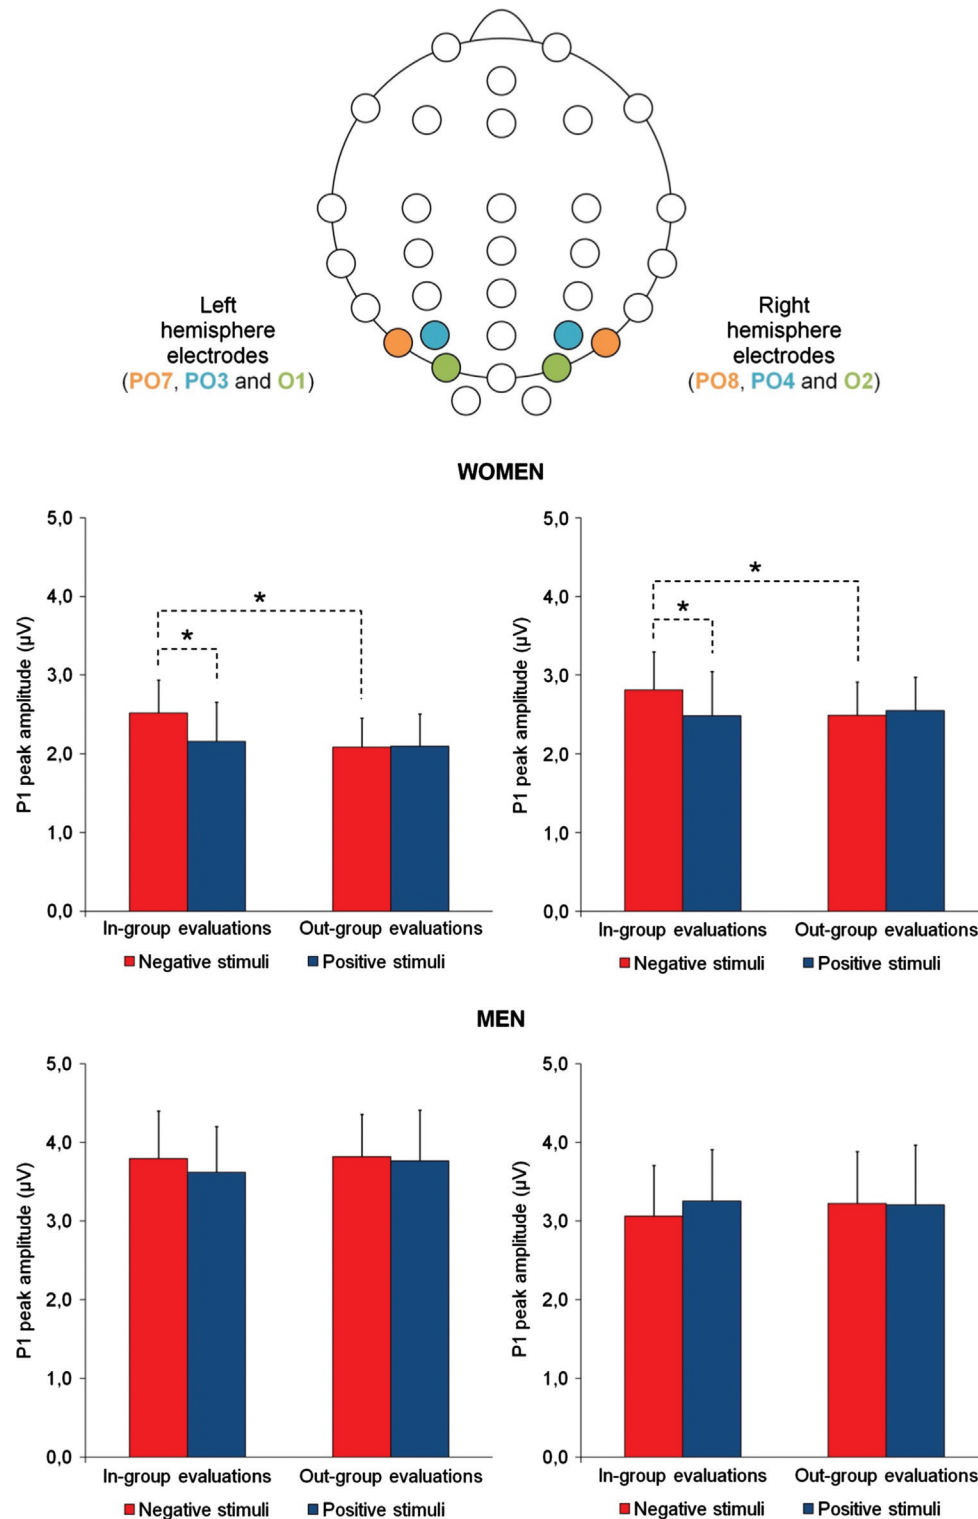 Left
hemisphere
electrodes
(PO7, PO3 and O1)
Right
hemisphere
electrodes
(PO8, PO4 and O2)
WOMEN
P1 peak amplitude (µV)
5,0
4,0
3,0
2,0
1,0
0,0
*
*
In-group evaluations
Out-group evaluations
Negative stimuli
Positive stimuli
P1 peak amplitude (µV)
5,0
4,0
3,0
2,0
1,0
0,0
*
*
In-group evaluations
Out-group evaluations
Negative stimuli
Positive stimuli
MEN
P1 peak amplitude (µV)
5,0
4,0
3,0
2,0
1,0
0,0
In-group evaluations
Out-group evaluations
Negative stimuli
Positive stimuli
P1 peak amplitude (µV)
5,0
4,0
3,0
2,0
1,0
0,0
In-group evaluations
Out-group evaluations
Negative stimuli
Positive stimuli